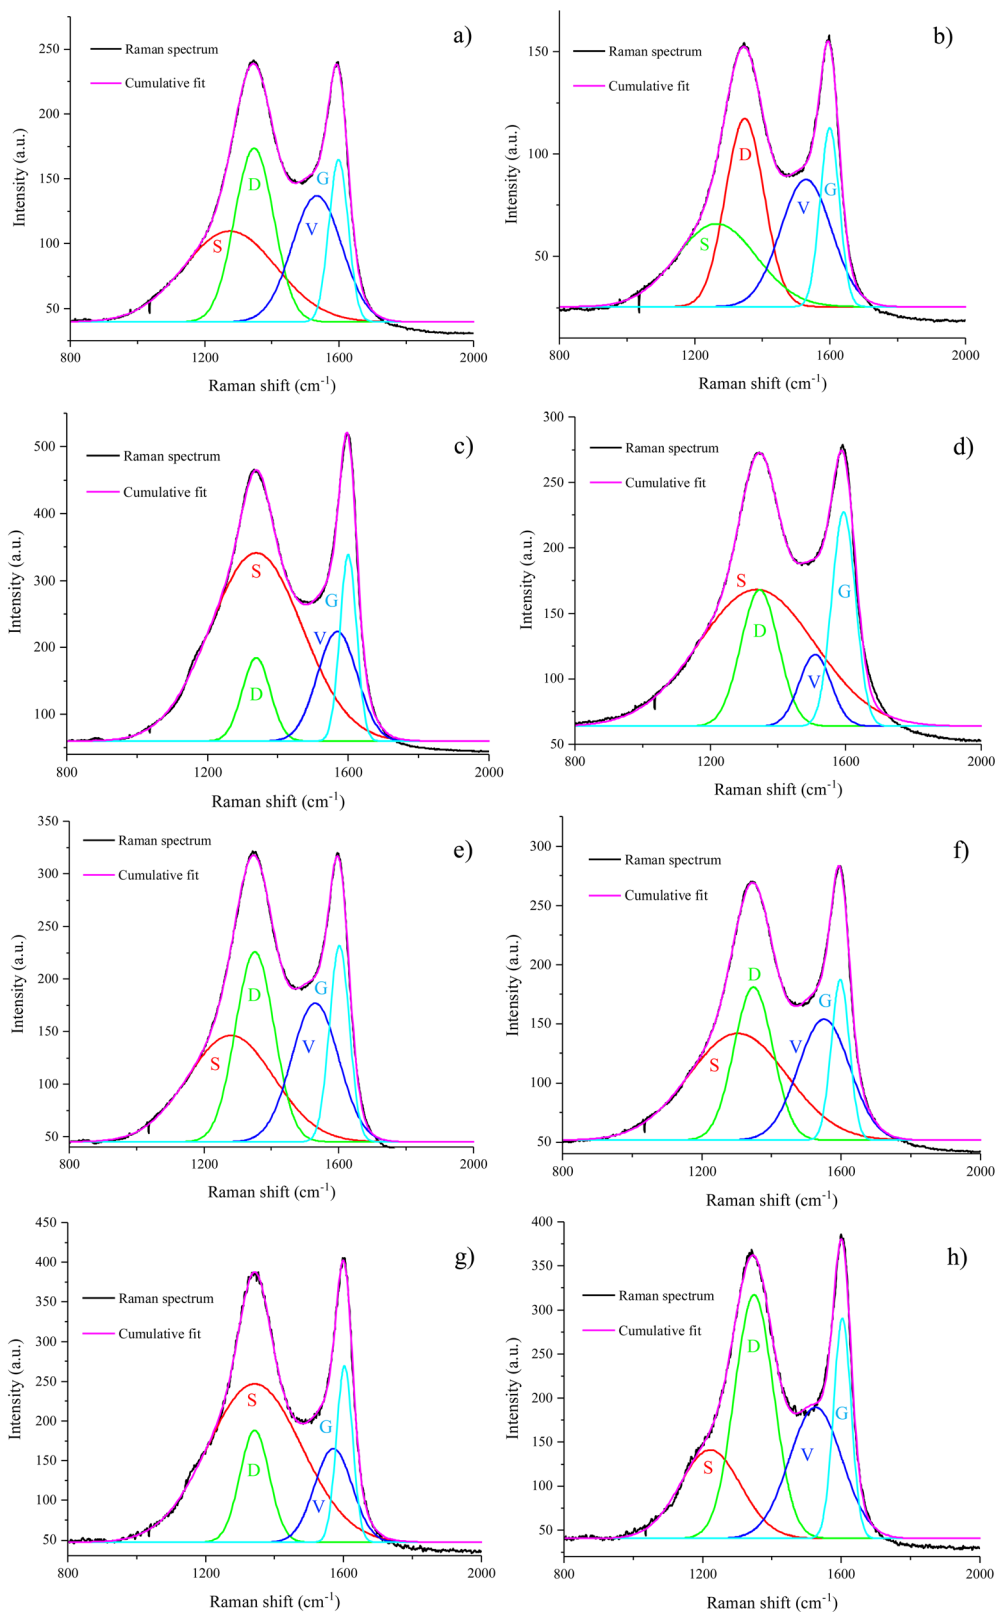 a)
Raman spectrum
Cumulative fit
Intensity (a.u.)
250
200
150
100
50
S
D
V
G
800
1200
1600
2000
Raman shift (cm-1)
b)
Raman spectrum
Cumulative fit
Intensity (a.u.)
150
100
50
S
D
V
G
800
1200
1600
2000
Raman shift (cm-1)
c)
Raman spectrum
Cumulative fit
Intensity (a.u.)
500
400
300
200
100
S
D
V
G
800
1200
1600
2000
Raman shift (cm-1)
d)
Raman spectrum
Cumulative fit
Intensity (a.u.)
300
250
200
150
100
50
S
D
V
G
800
1200
1600
2000
Raman shift (cm-1)
e)
Raman spectrum
Cumulative fit
Intensity (a.u.)
350
300
250
200
150
100
50
S
D
V
G
800
1200
1600
2000
Raman shift (cm-1)
f)
Raman spectrum
Cumulative fit
Intensity (a.u.)
300
250
200
150
100
50
S
D
V
G
800
1200
1600
2000
Raman shift (cm-1)
g)
Raman spectrum
Cumulative fit
Intensity (a.u.)
450
400
350
300
250
200
150
100
50
S
D
V
G
800
1200
1600
2000
Raman shift (cm-1)
h)
Raman spectrum
Cumulative fit
Intensity (a.u.)
400
350
300
250
200
150
100
50
S
D
V
G
800
1200
1600
2000
Raman shift (cm-1)